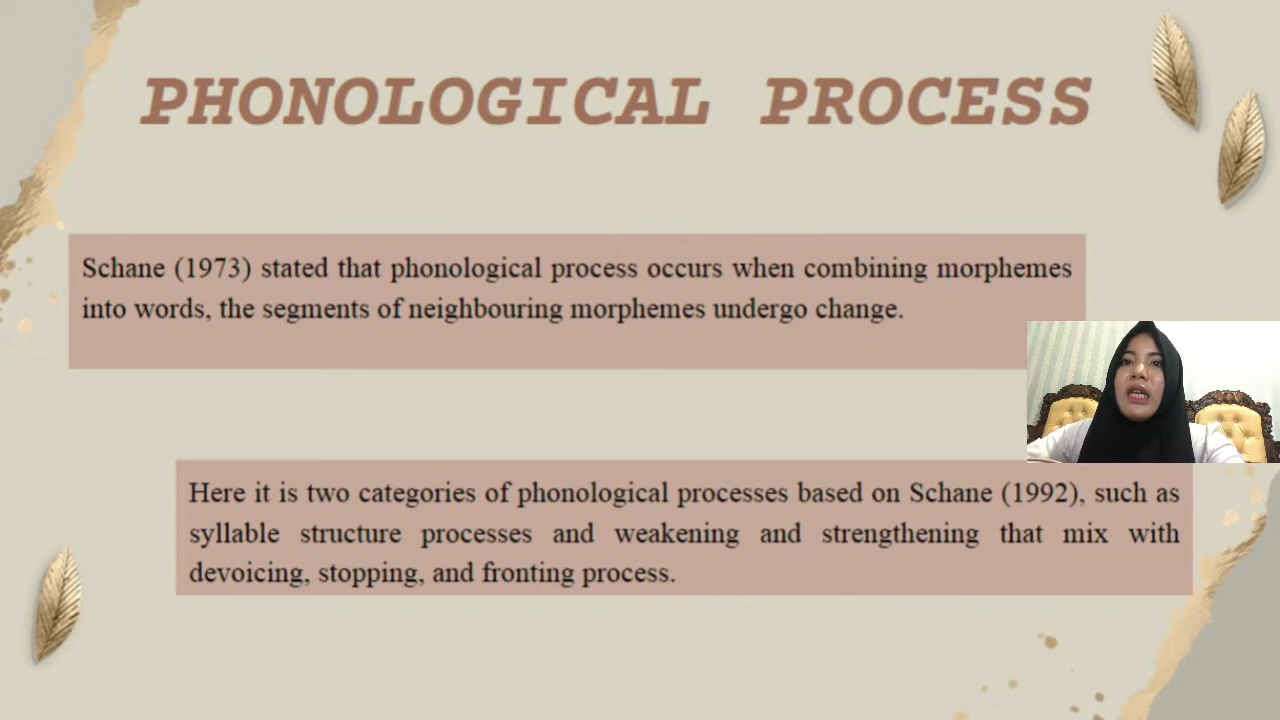 PHONOLOGICAL PROCESS
Schane (1973) stated that phonological process occurs when combining morphemes
into words, the segments of neighbouring morphemes undergo change.
Here it is two categories of phonological processes based on Schane (1992), such as
syllable structure processes and weakening and strengthening that mix with
devoicing, stopping, and fronting process.